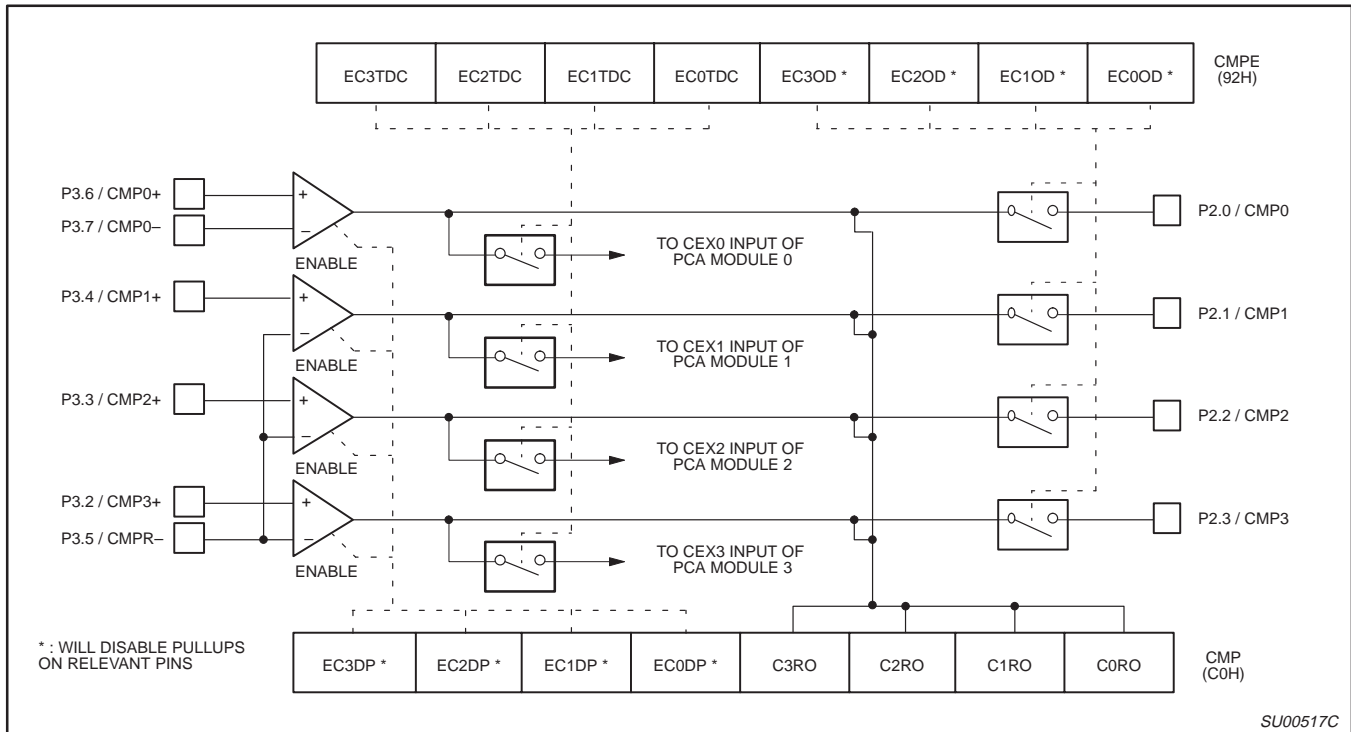 EC3TDC EC2TDC EC1TDC EC0TDC EC3OD * EC2OD * EC1OD * EC0OD *
CMPE
(92H)
P3.6 / CMP0+
+
P3.7 / CMP0–
–
ENABLE
TO CEX0 INPUT OF
PCA MODULE 0
P2.0 / CMP0
P3.4 / CMP1+
+
–
ENABLE
TO CEX1 INPUT OF
PCA MODULE 1
P2.1 / CMP1
P3.3 / CMP2+
+
–
ENABLE
TO CEX2 INPUT OF
PCA MODULE 2
P2.2 / CMP2
P3.2 / CMP3+
+
P3.5 / CMPR–
–
ENABLE
TO CEX3 INPUT OF
PCA MODULE 3
P2.3 / CMP3
* : WILL DISABLE PULLUPS
ON RELEVANT PINS
EC3DP * EC2DP * EC1DP * EC0DP * C3RO C2RO C1RO C0RO
CMP
(C0H)
SU00517C